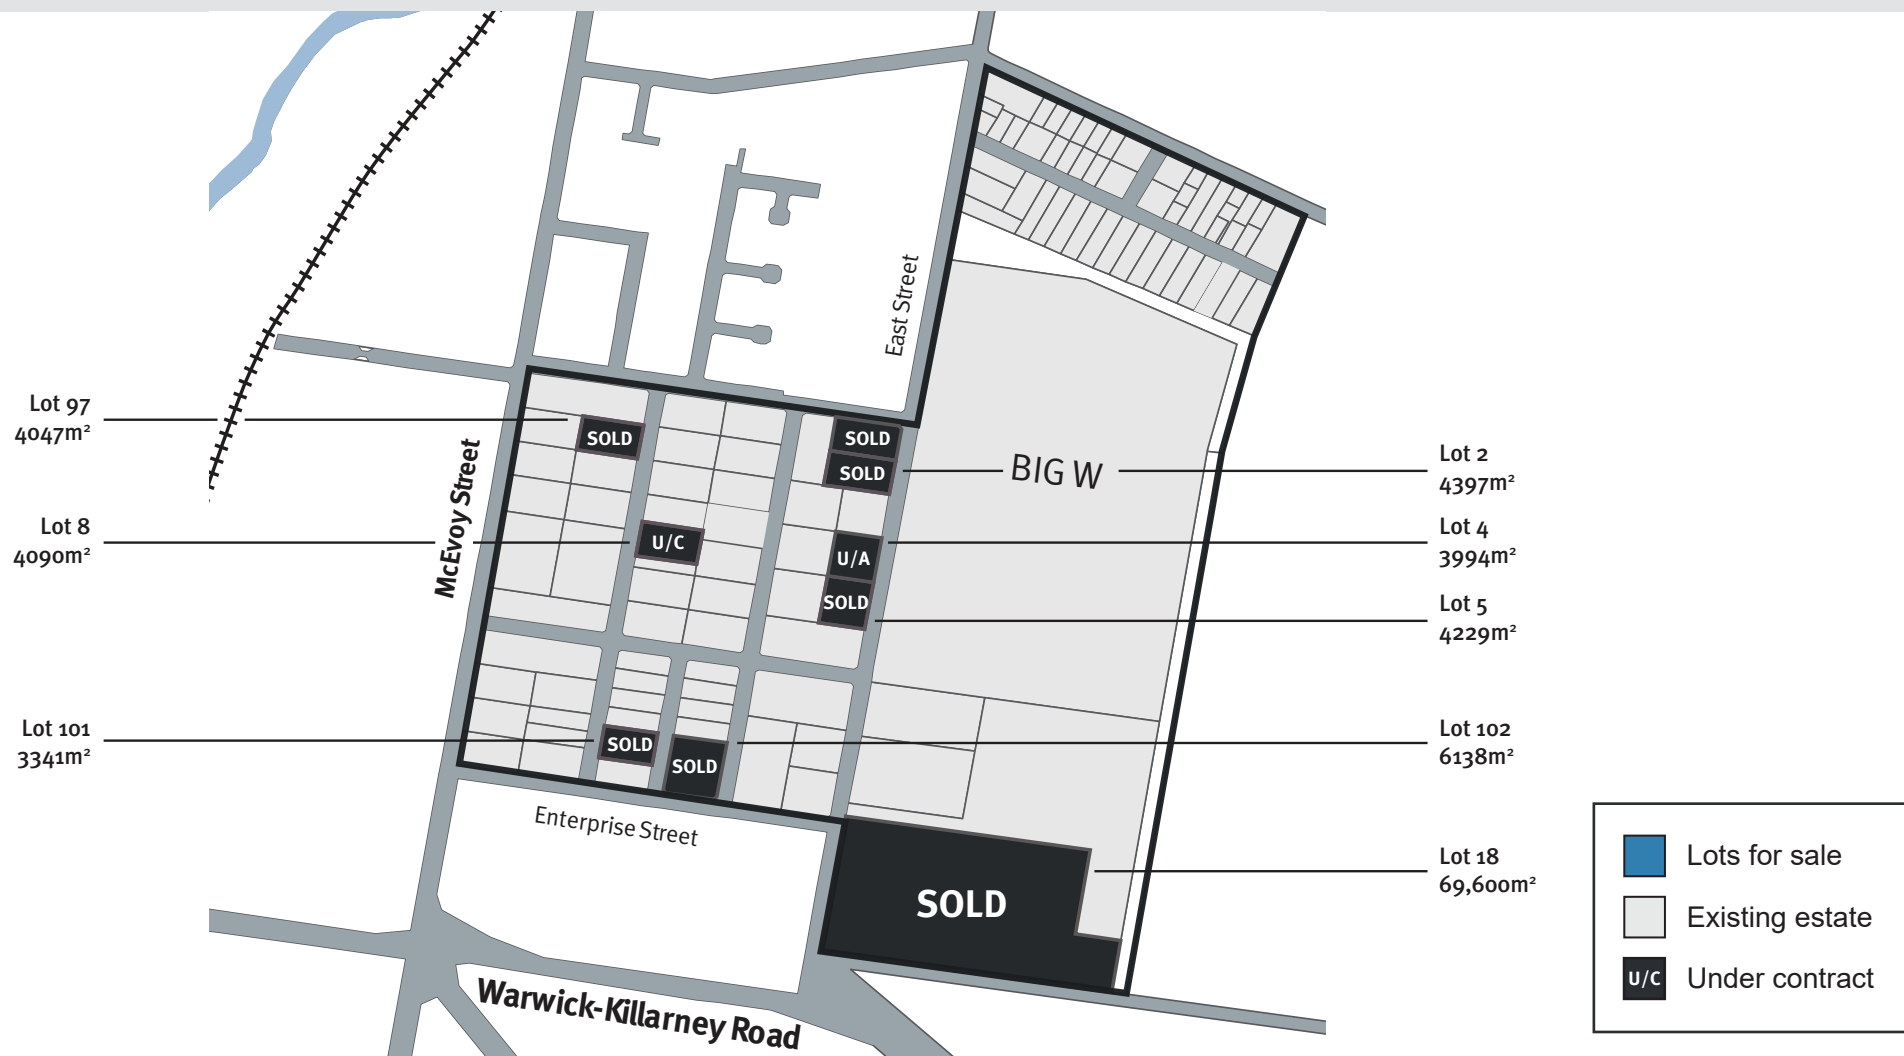 East Street
Lot 97
4047m²
SOLD
SOLD
SOLD
BIG W
Lot 2
4397m²
McEvoy Street
Lot 8
4090m²
U/C
U/A
Lot 4
3994m²
SOLD
Lot 5
4229m²
Lot 101
3341m²
SOLD
SOLD
Lot 102
6138m²
Enterprise Street
SOLD
Lot 18
69,600m²
Warwick-Killarney Road
Lots for sale
Existing estate
U/C Under contract